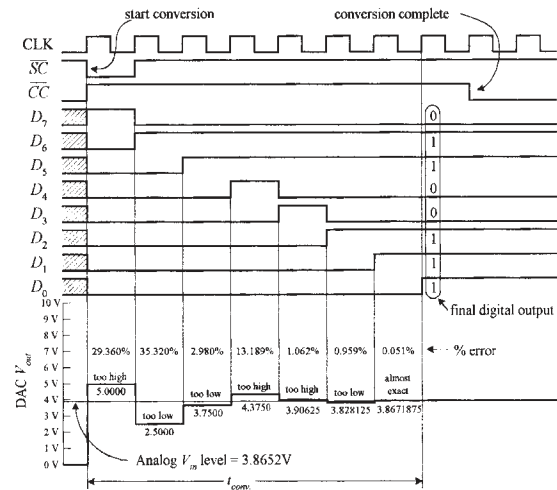 start conversion
conversion complete
CLK
SC
CC
D7 0
D6 1
D5 1
D4 0
D3 0
D2 1
D1 1
D0 1
final digital output
10 V
9 V
8 V
7 V
6 V
5 V
4 V
3 V
2 V
1 V
0 V
DAC Vout
29.360% 35.320% 2.980% 13.189% 1.062% 0.959% 0.051% % error
too high
5.0000
too low
2.5000
too low
3.7500
too high
4.3750
too high
3.90625
too low
3.828125
almost
exact
3.8671875
Analog Vin level = 3.8652V
tconv.